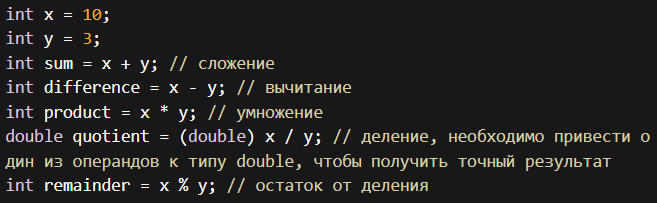 int x = 10;
int y = 3;
int sum = x + y; // сложение
int difference = x - y; // вычитание
int product = x * y; // умножение
double quotient = (double) x / y; // деление, необходимо привести о
дин из операндов к типу double, чтобы получить точный результат
int remainder = x % y; // остаток от деления